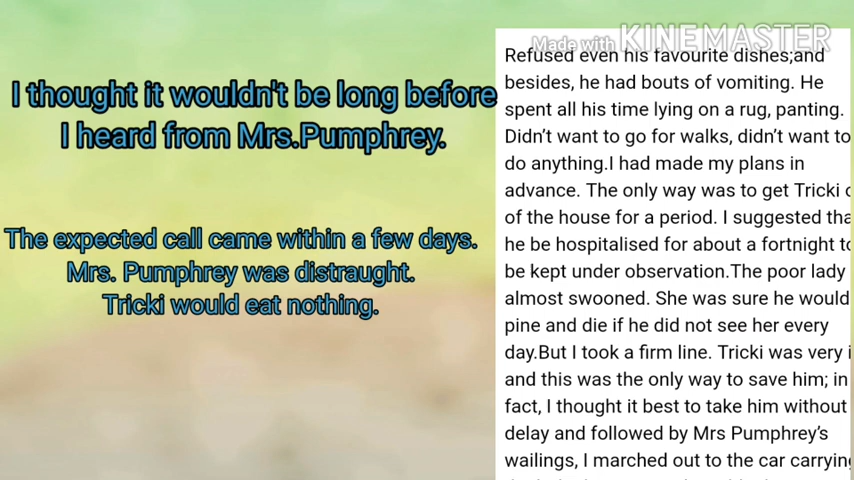 I thought it wouldn't be long before
I heard from Mrs.Pumphrey.
The expected call came within a few days.
Mrs. Pumphrey was distraught.
Tricki would eat nothing.
Made with KINEMASTER
Refused even his favourite dishes;and
besides, he had bouts of vomiting. He
spent all his time lying on a rug, panting.
Didn’t want to go for walks, didn’t want to
do anything.I had made my plans in
advance. The only way was to get Tricki
of the house for a period. I suggested
he be hospitalised for about a fortnight
be kept under observation.The poor lady
almost swooned. She was sure he would
pine and die if he did not see her every
day.But I took a firm line. Tricki was very
and this was the only way to save him; in
fact, I thought it best to take him without
delay and followed by Mrs Pumphrey’s
wailings, I marched out to the car